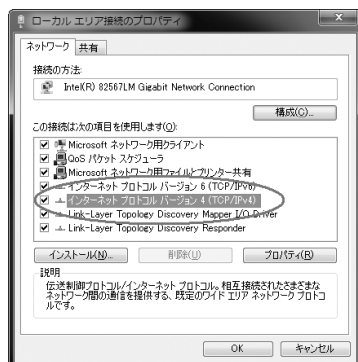 ローカル エリア接続のプロパティ
ネットワーク 共有
接続の方法:
Intel(R) 82567LM Gigabit Network Connection
構成(C)...
この接続は次の項目を使用します(O):
Microsoft ネットワーク用クライアント
QoS パケット スケジューラ
Microsoft ネットワーク用ファイルとプリンター共有
インターネット プロトコル バージョン 6 (TCP/IPv6)
インターネット プロトコル バージョン 4 (TCP/IPv4)
Link-Layer Topology Discovery Mapper I/O Driver
Link-Layer Topology Discovery Responder
インストール(N)... 削除(U) プロパティ(R)
説明
伝送制御プロトコル/インターネット プロトコル。相互接続されたさまざまな
ネットワーク間の通信を提供する、既定のワイド エリア ネットワーク プロトコ
ルです。
OK キャンセル